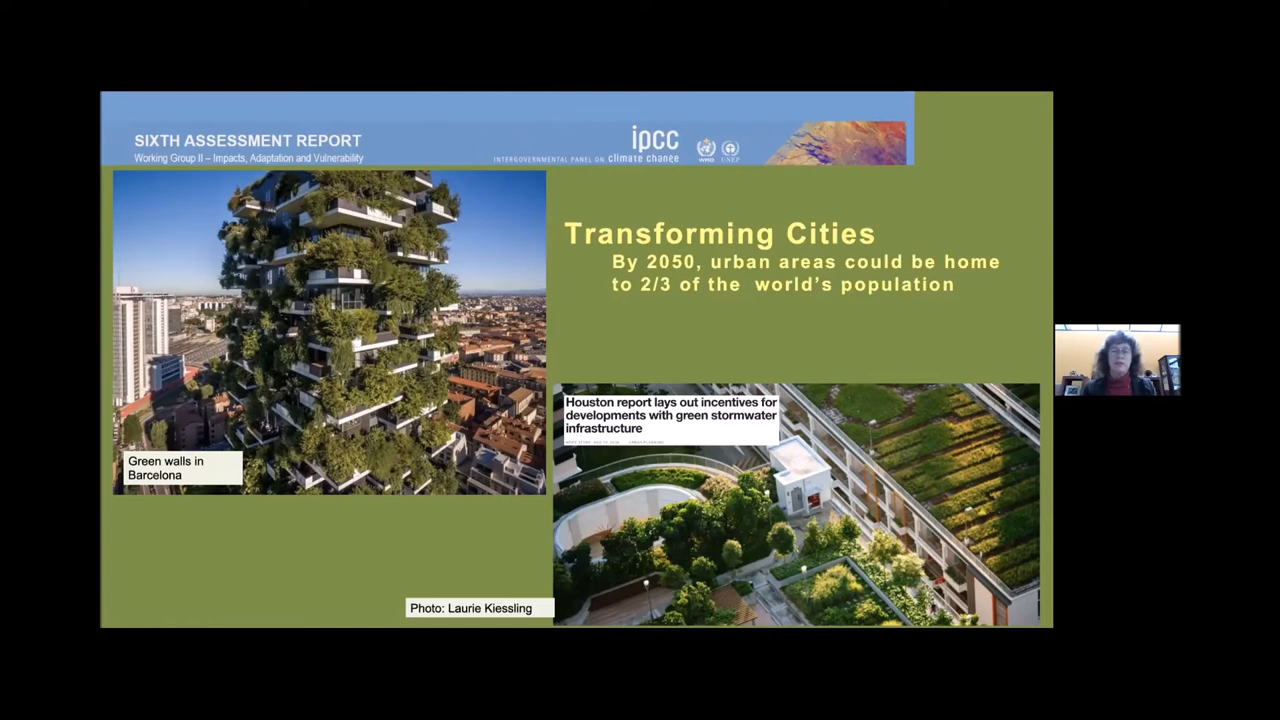 SIXTH ASSESSMENT REPORT
Working Group II – Impacts, Adaptation and Vulnerability
INTERGOVERNMENTAL PANEL ON climate change
ipcc
WMO
UNEP
Transforming Cities
By 2050, urban areas could be home
to 2/3 of the world's population
Green walls in
Barcelona
Houston report lays out incentives for
developments with green stormwater
infrastructure
Photo: Laurie Kiessling